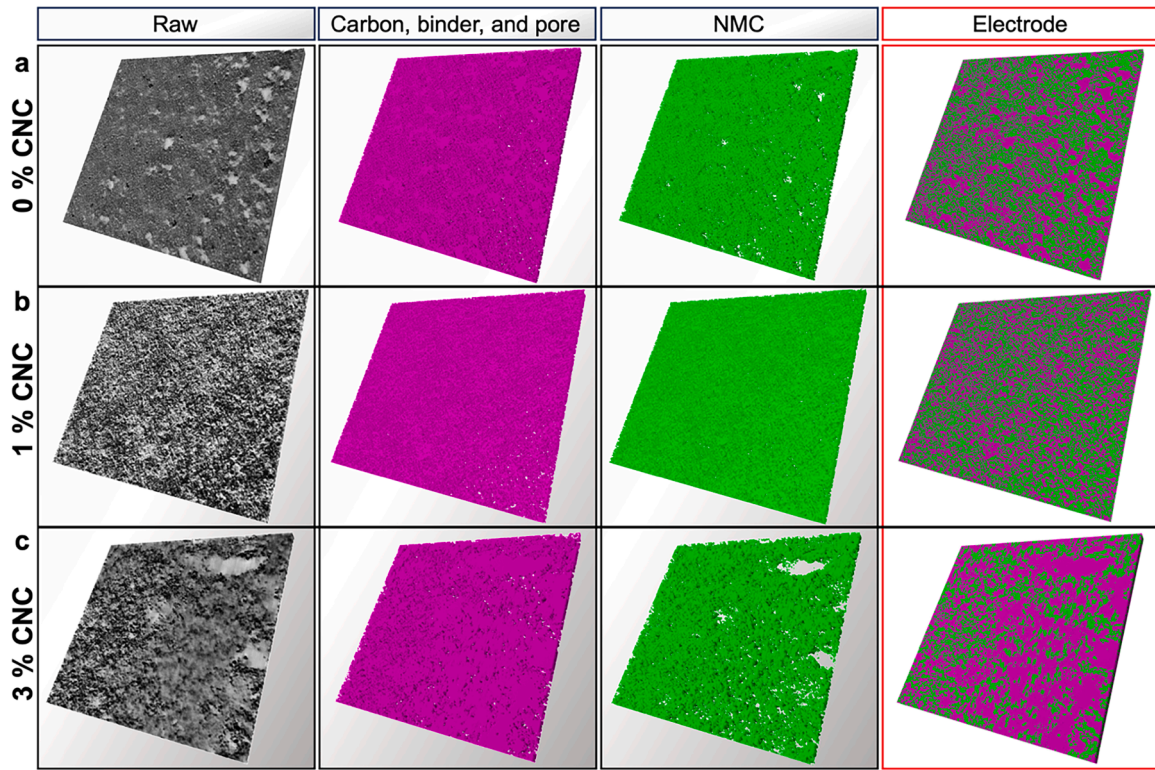 Raw
Carbon, binder, and pore
NMC
Electrode
a
0 % CNC
b
1 % CNC
c
3 % CNC